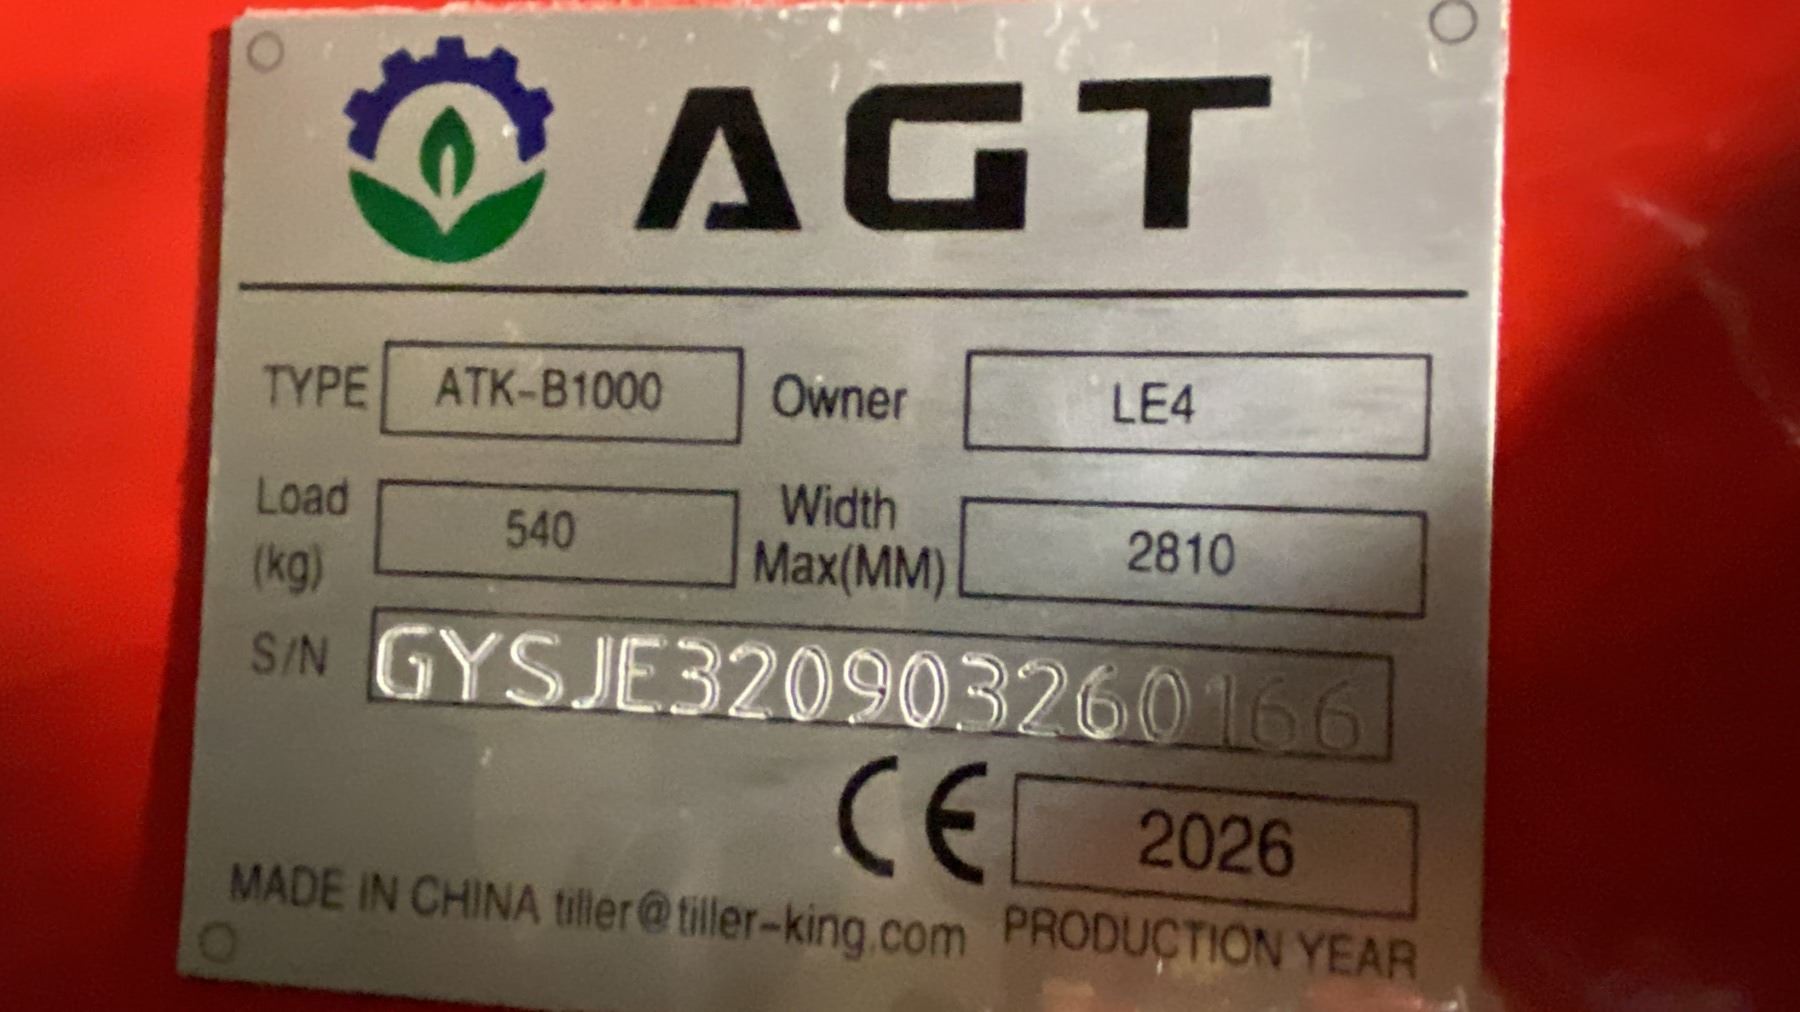 AGT
TYPE ATK-B1000 Owner LE4
Load (kg) 540 Width Max(MM) 2810
S/N GYSJE320903260166
CE 2026
MADE IN CHINA tiller@tiller-king.com PRODUCTION YEAR